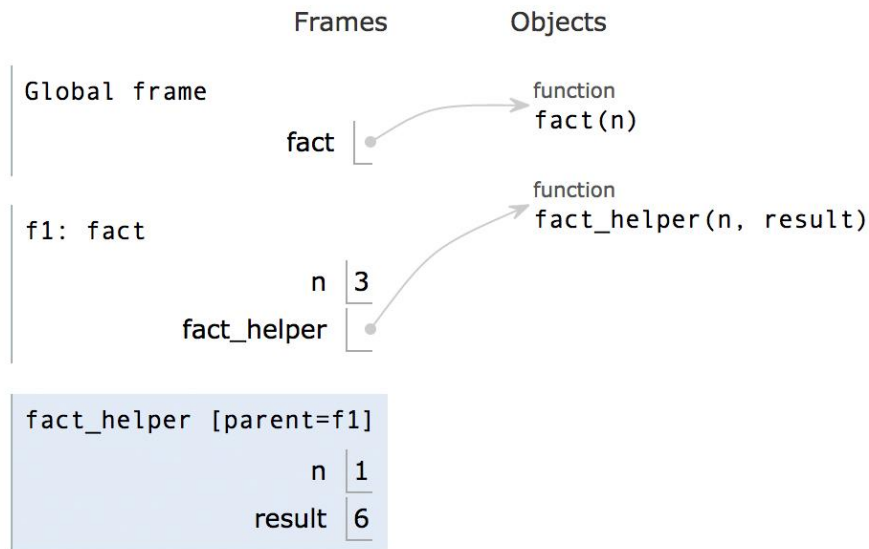 Frames Objects
Global frame
function
fact(n)
fact
function
fact_helper(n, result)
f1: fact
n 3
fact_helper
fact_helper [parent=f1]
n 1
result 6